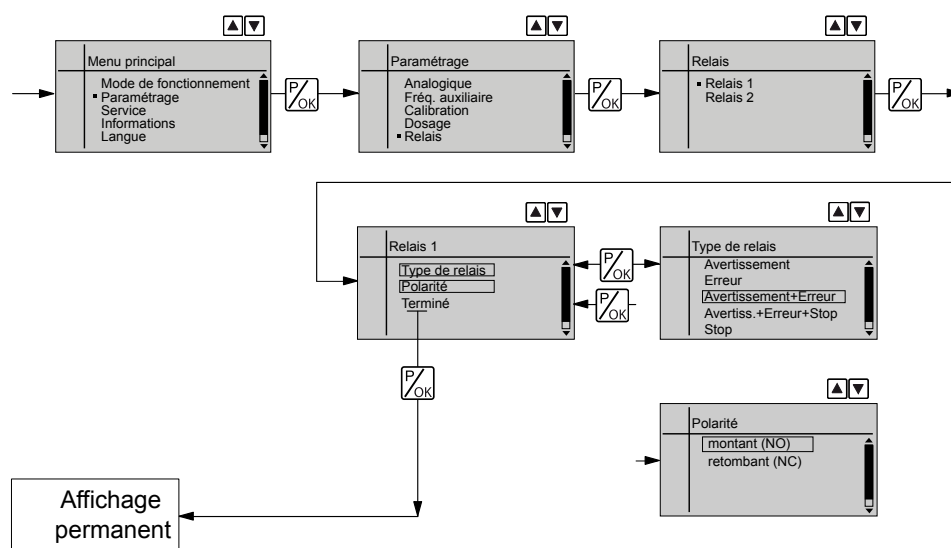 Menu principal
Mode de fonctionnement
Paramétrage
Service
Informations
Langue
P/OK
Paramétrage
Analogique
Fréq. auxiliaire
Calibration
Dosage
Relais
P/OK
Relais
Relais 1
Relais 2
P/OK
Relais 1
Type de relais
Polarité
Terminé
P/OK
P/OK
Type de relais
Avertissement
Erreur
Avertissement+Erreur
Avertiss.+Erreur+Stop
Stop
P/OK
Polarité
montant (NO)
retombant (NC)
Affichage
permanent